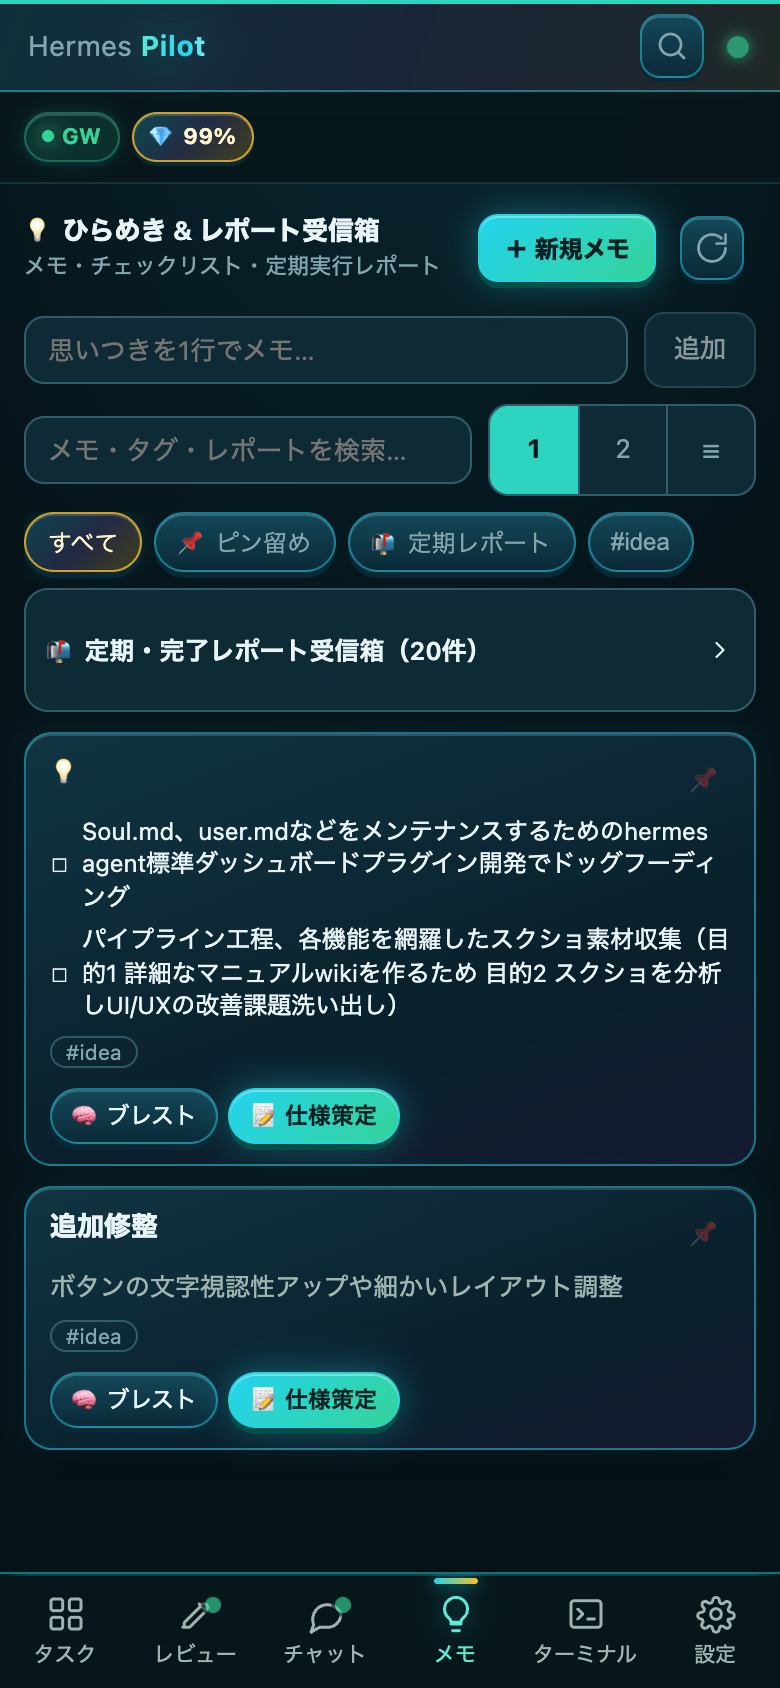 Hermes Pilot
GW
99%
ひらめき & レポート受信箱
メモ・チェックリスト・定期実行レポート
+ 新規メモ
思いつきを1行でメモ...
追加
メモ・タグ・レポートを検索...
1
2
≡
すべて
ピン留め
定期レポート
#idea
定期・完了レポート受信箱（20件）
Soul.md、user.mdなどをメンテナンスするためのhermes
agent標準ダッシュボードプラグイン開発でドッグフーディ
ング
パイプライン工程、各機能を網羅したスクショ素材収集（目
的1 詳細なマニュアルwikiを作るため 目的2 スクショを分析
しUI/UXの改善課題洗い出し）
#idea
ブレスト
仕様策定
追加修整
ボタンの文字視認性アップや細かいレイアウト調整
#idea
ブレスト
仕様策定
タスク
レビュー
チャット
メモ
ターミナル
設定